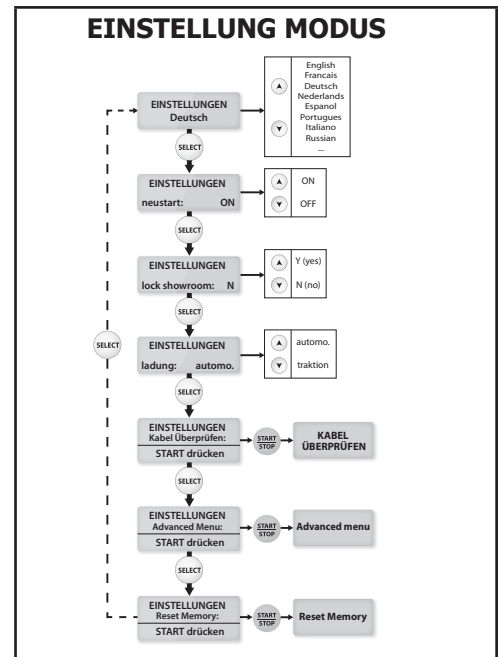 EINSTELLUNG MODUS
EINSTELLUNGEN
Deutsch
English
Francais
Deutsch
Nederlands
Espanol
Portugues
Italiano
Russian
...
SELECT
EINSTELLUNGEN
neustart: ON
ON
OFF
SELECT
EINSTELLUNGEN
lock showroom: N
Y (yes)
N (no)
SELECT
SELECT
EINSTELLUNGEN
ladung: automo.
automo.
traktion
SELECT
EINSTELLUNGEN
Kabel Überprüfen:
START drücken
START
STOP
KABEL
ÜBERPRÜFEN
SELECT
EINSTELLUNGEN
Advanced Menu:
START drücken
START
STOP
Advanced menu
SELECT
EINSTELLUNGEN
Reset Memory:
START drücken
START
STOP
Reset Memory